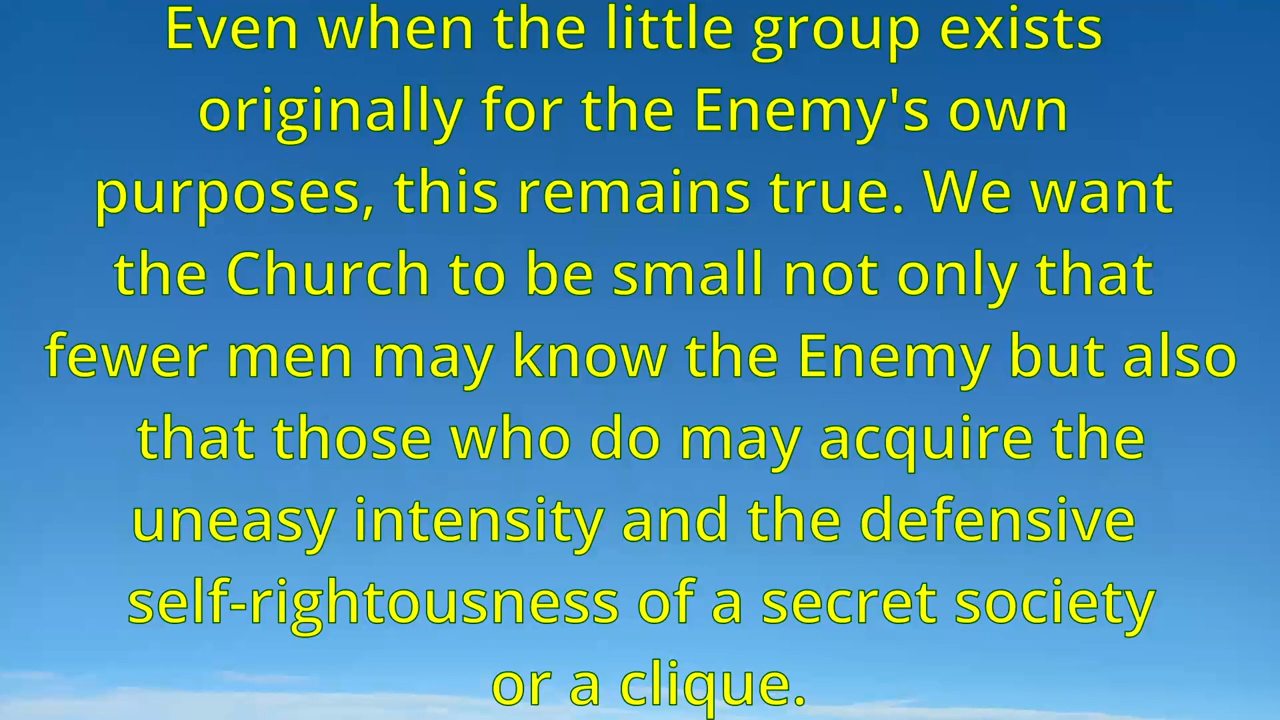 Even when the little group exists
originally for the Enemy's own
purposes, this remains true. We want
the Church to be small not only that
fewer men may know the Enemy but also
that those who do may acquire the
uneasy intensity and the defensive
self-rightousness of a secret society
or a clique.